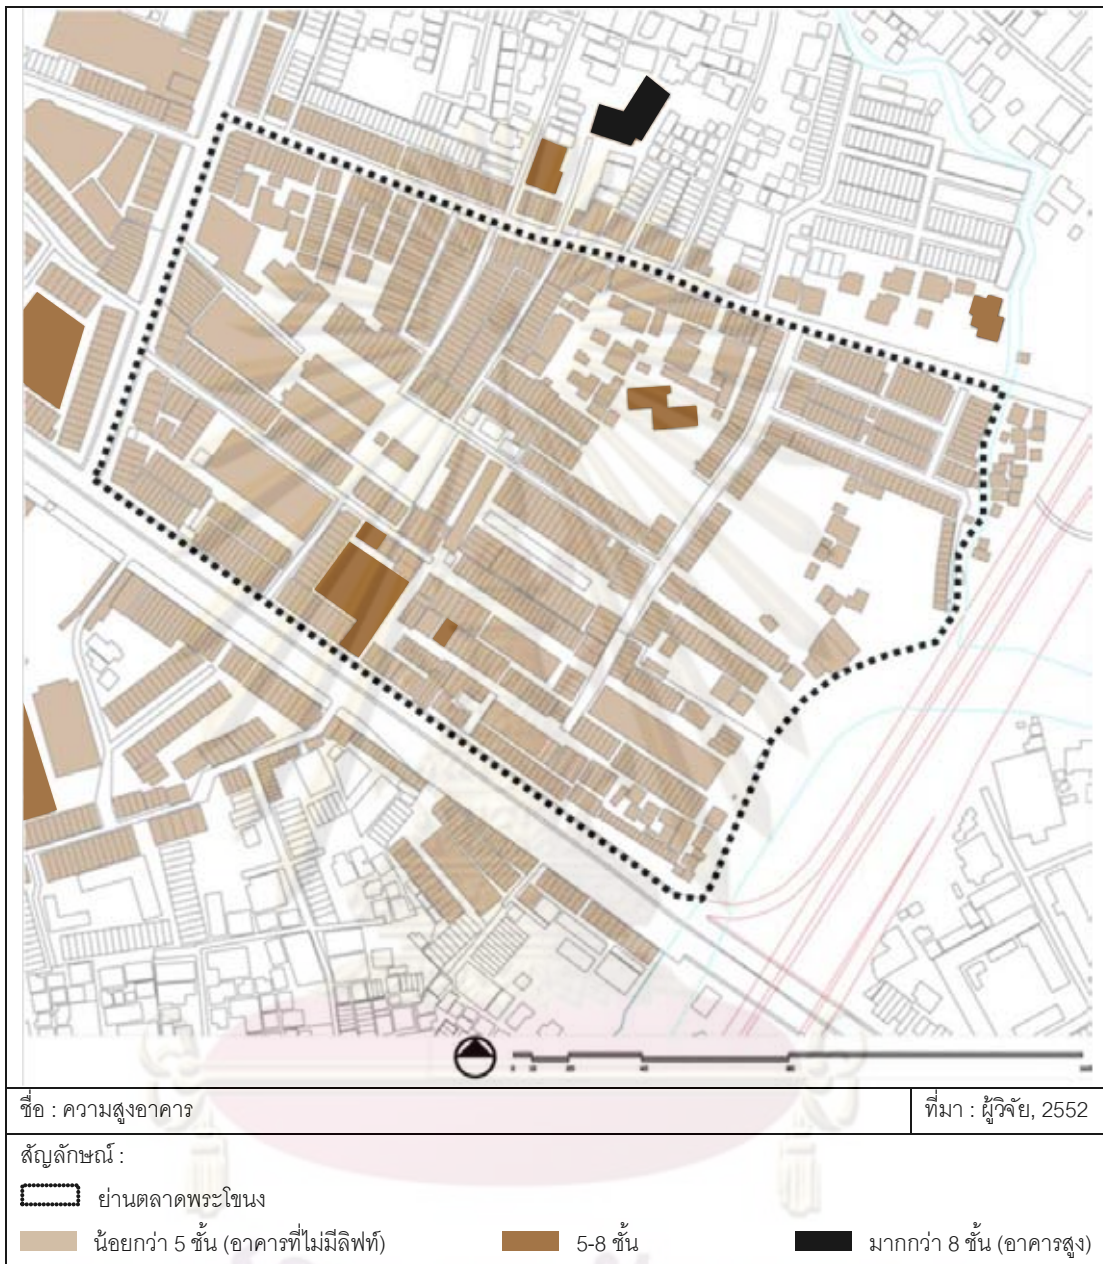 ชื่อ : ความสูงอาคาร
ที่มา : ผู้วิจัย, 2552
สัญลักษณ์ :
ย่านตลาดพระโขนง
น้อยกว่า 5 ชั้น (อาคารที่ไม่มีลิฟท์)
5-8 ชั้น
มากกว่า 8 ชั้น (อาคารสูง)